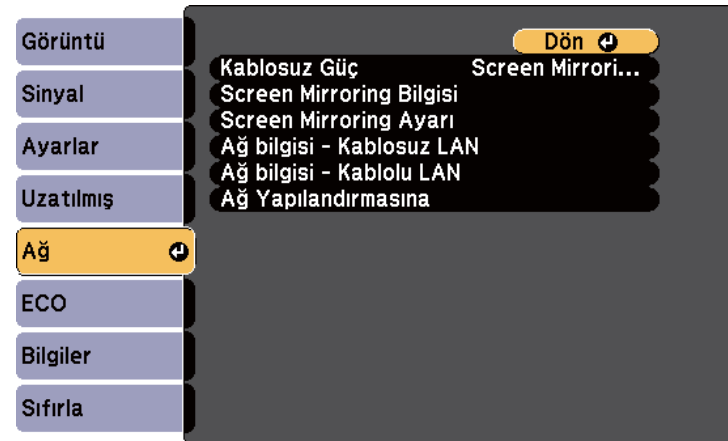 Görüntü
Sinyal
Ayarlar
Uzatılmış
Ağ
ECO
Bilgiler
Sıfırla
Dön
Kablosuz Güç Screen Mirrori...
Screen Mirroring Bilgisi
Screen Mirroring Ayarı
Ağ bilgisi - Kablosuz LAN
Ağ bilgisi - Kablolu LAN
Ağ Yapılandırmasına